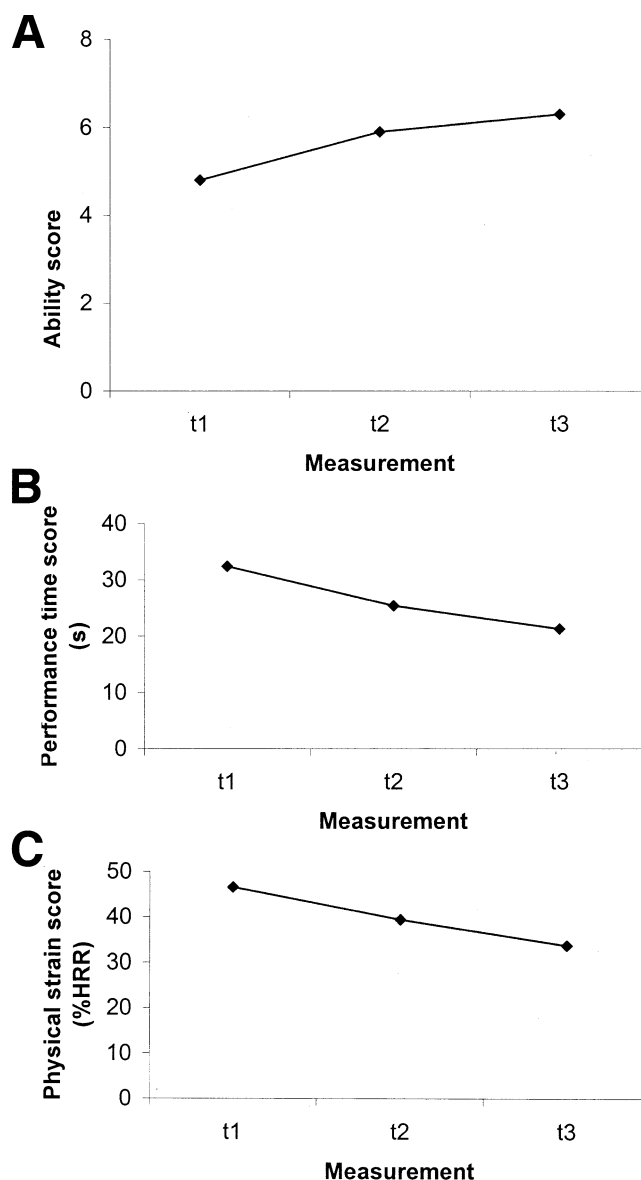 A
8
6
4
2
0
Ability score
t1 t2 t3
Measurement
B
40
30
20
10
0
Performance time score
(s)
t1 t2 t3
Measurement
C
50
40
30
20
10
0
Physical strain score
(%HRR)
t1 t2 t3
Measurement